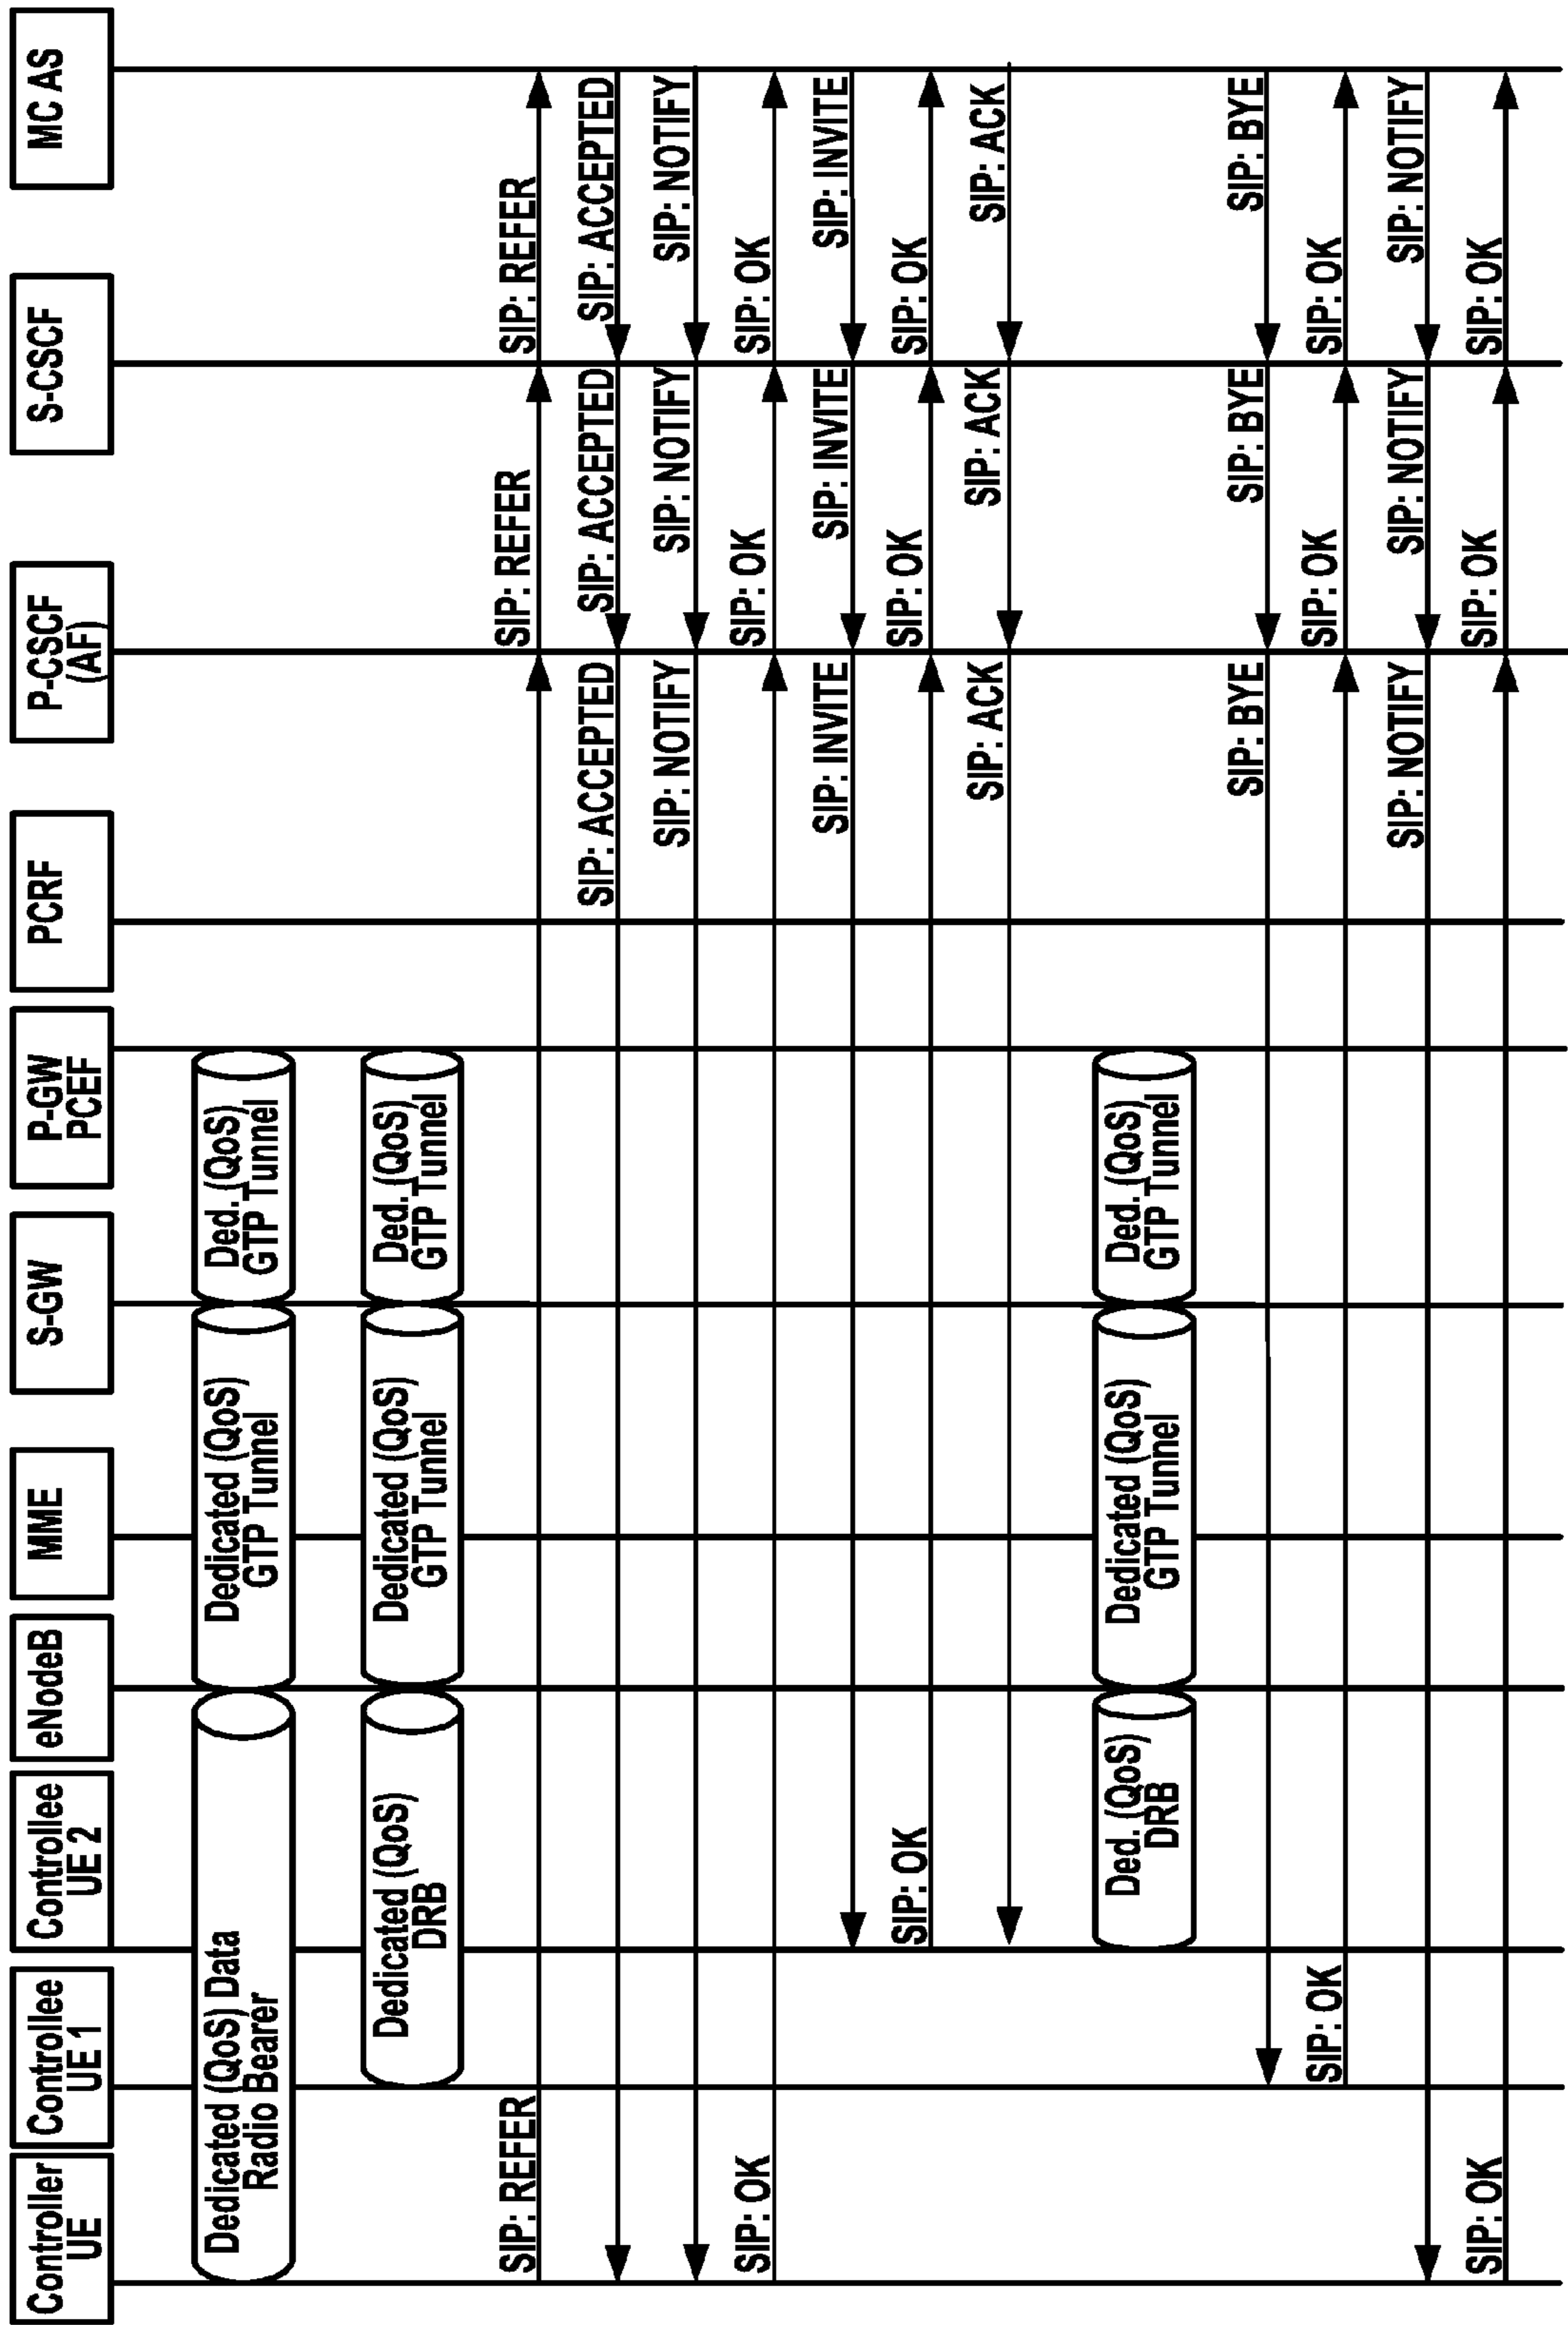 Controller
UE
Controllee
UE 1
Controllee
UE 2
eNodeB
MME
S-GW
P-GW
PCEF
PCRF
P-CSCF
(AF)
S-CSCF
MC AS
Dedicated (QoS) Data
Radio Bearer
Dedicated (QoS)
GTP Tunnel
Ded. (QoS)
GTP Tunnel
Dedicated (QoS)
DRB
Dedicated (QoS)
GTP Tunnel
Ded. (QoS)
GTP Tunnel
SIP: REFER
SIP: REFER
SIP: REFER
SIP: ACCEPTED
SIP: ACCEPTED
SIP: ACCEPTED
SIP: NOTIFY
SIP: NOTIFY
SIP: NOTIFY
SIP: OK
SIP: OK
SIP: OK
SIP: INVITE
SIP: INVITE
SIP: INVITE
SIP: OK
SIP: OK
SIP: OK
SIP: ACK
SIP: ACK
SIP: ACK
Ded. (QoS)
DRB
Dedicated (QoS)
GTP Tunnel
Ded. (QoS)
GTP Tunnel
SIP: BYE
SIP: BYE
SIP: BYE
SIP: OK
SIP: OK
SIP: OK
SIP: NOTIFY
SIP: NOTIFY
SIP: NOTIFY
SIP: OK
SIP: OK
SIP: OK